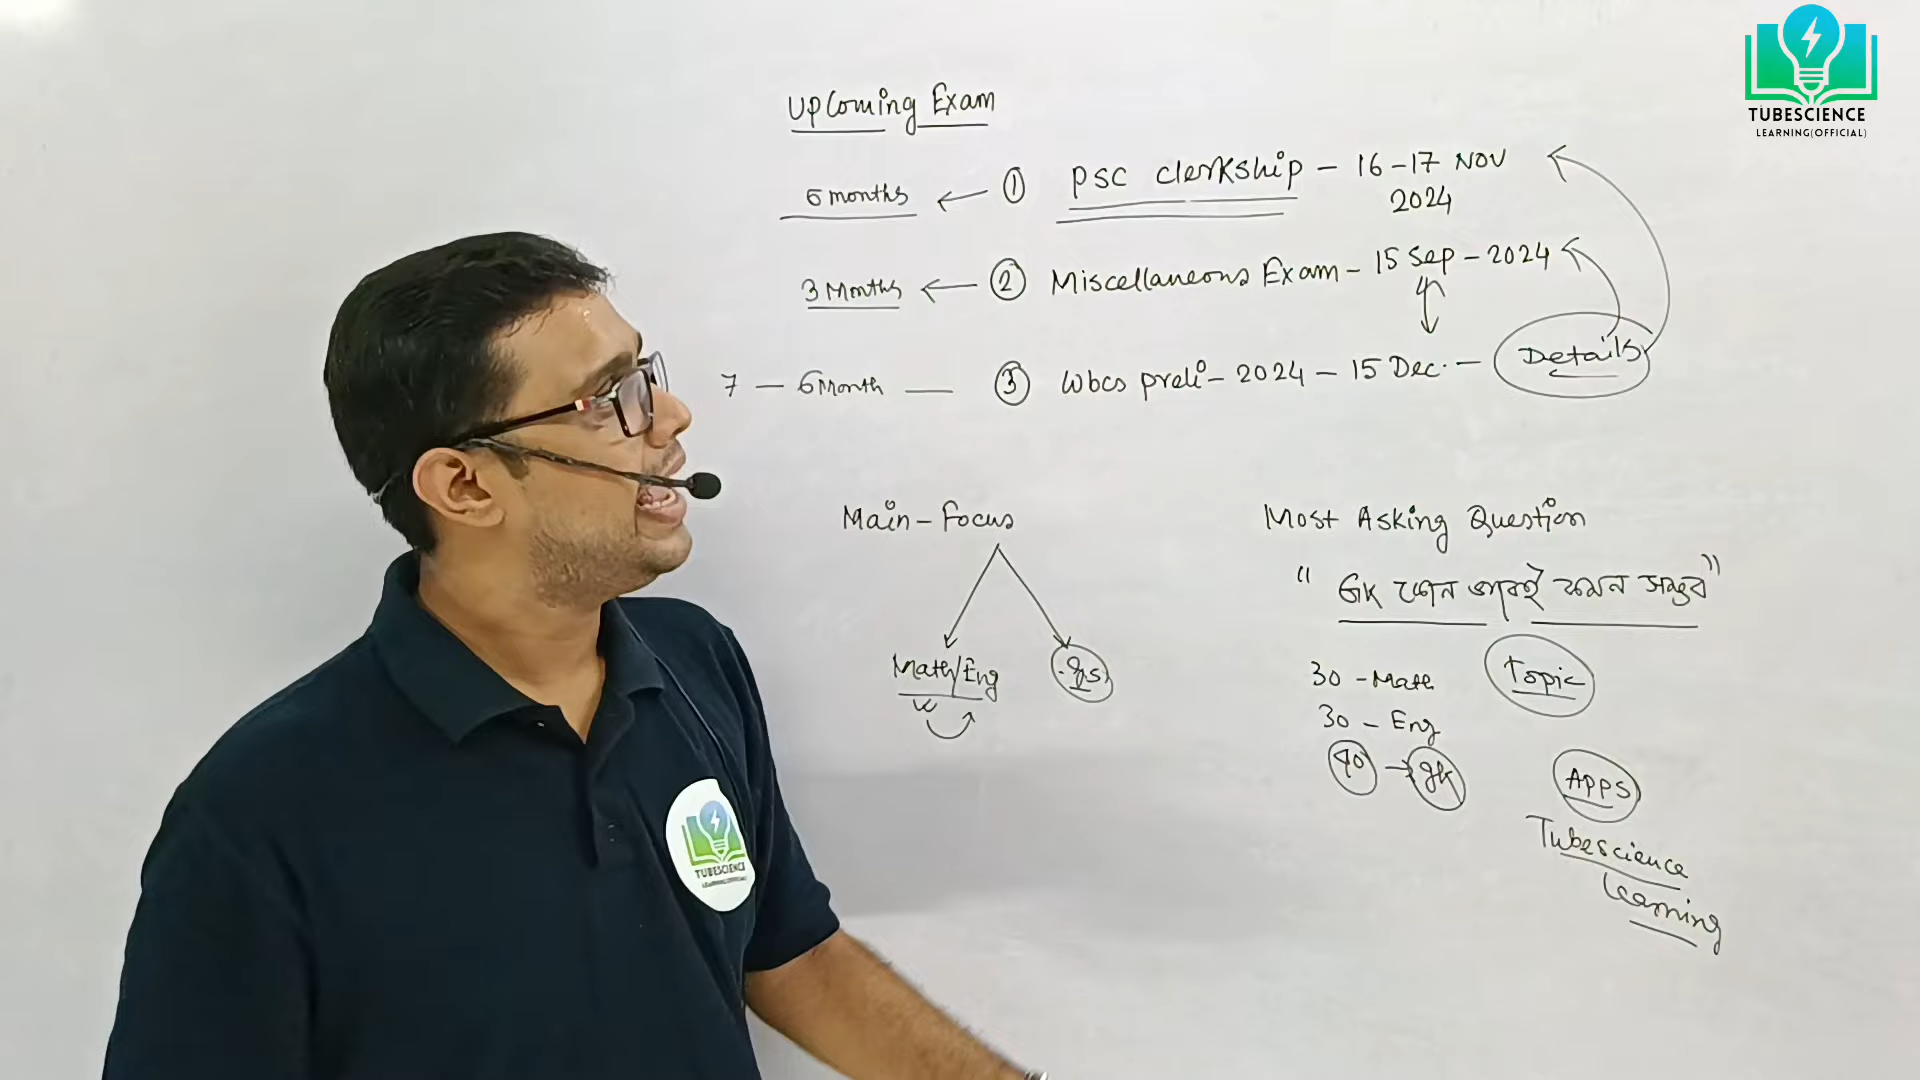 TUBESCIENCE
LEARNING(OFFICIAL)
Upcoming Exam
6 months ← ① PSC clerkship – 16 – 17 NOV
2024
3 Months ← ② Miscellaneous Exam – 15 Sep – 2024
7 — 6 Month — ③ Wbcs preli – 2024 – 15 Dec. – Details
Main – Focus
Math/Eng gs
Most Asking Question
" GK কেন ভাবেই কমন সম্ভব "
30 – Math Topic
30 – Eng
40 → gk
Apps
Tubescience
Learning
TUBESCIENCE